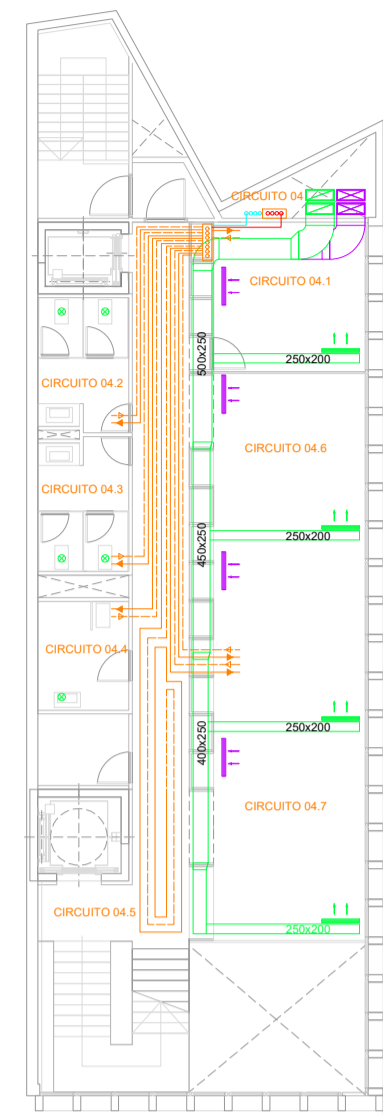 CIRCUITO 04
CIRCUITO 04.1
500x250
250x200
CIRCUITO 04.2
CIRCUITO 04.6
CIRCUITO 04.3
450x250
250x200
CIRCUITO 04.4
250x200
400x250
CIRCUITO 04.7
CIRCUITO 04.5
250x200